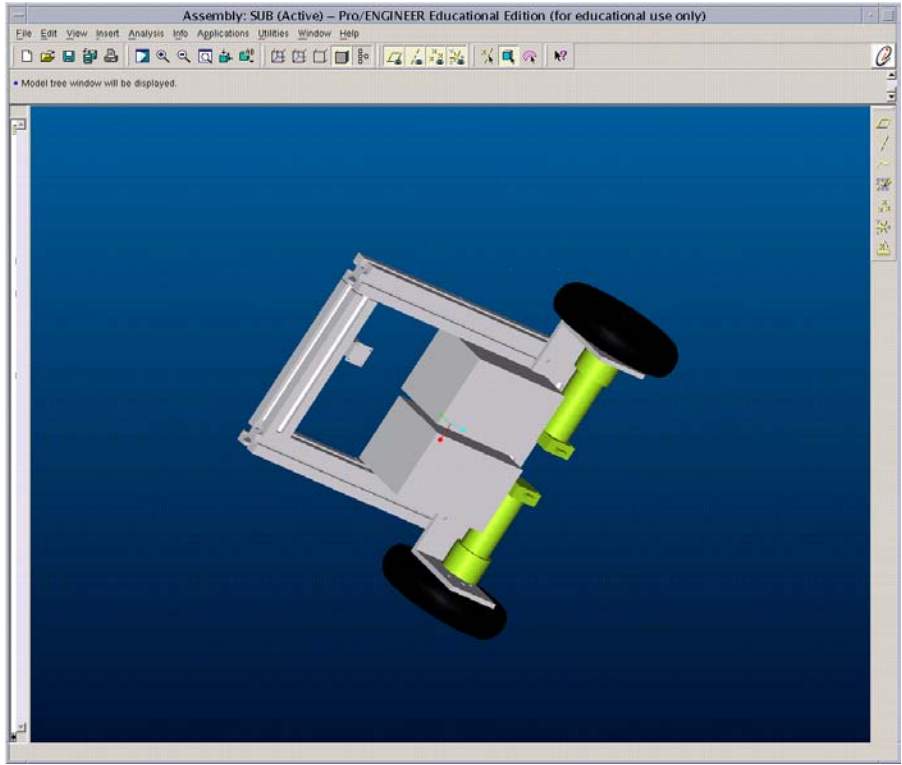 Assembly: SUB (Active) – Pro/ENGINEER Educational Edition (for educational use only)
File Edit View Insert Analysis Info Applications Utilities Window Help
• Model tree window will be displayed.